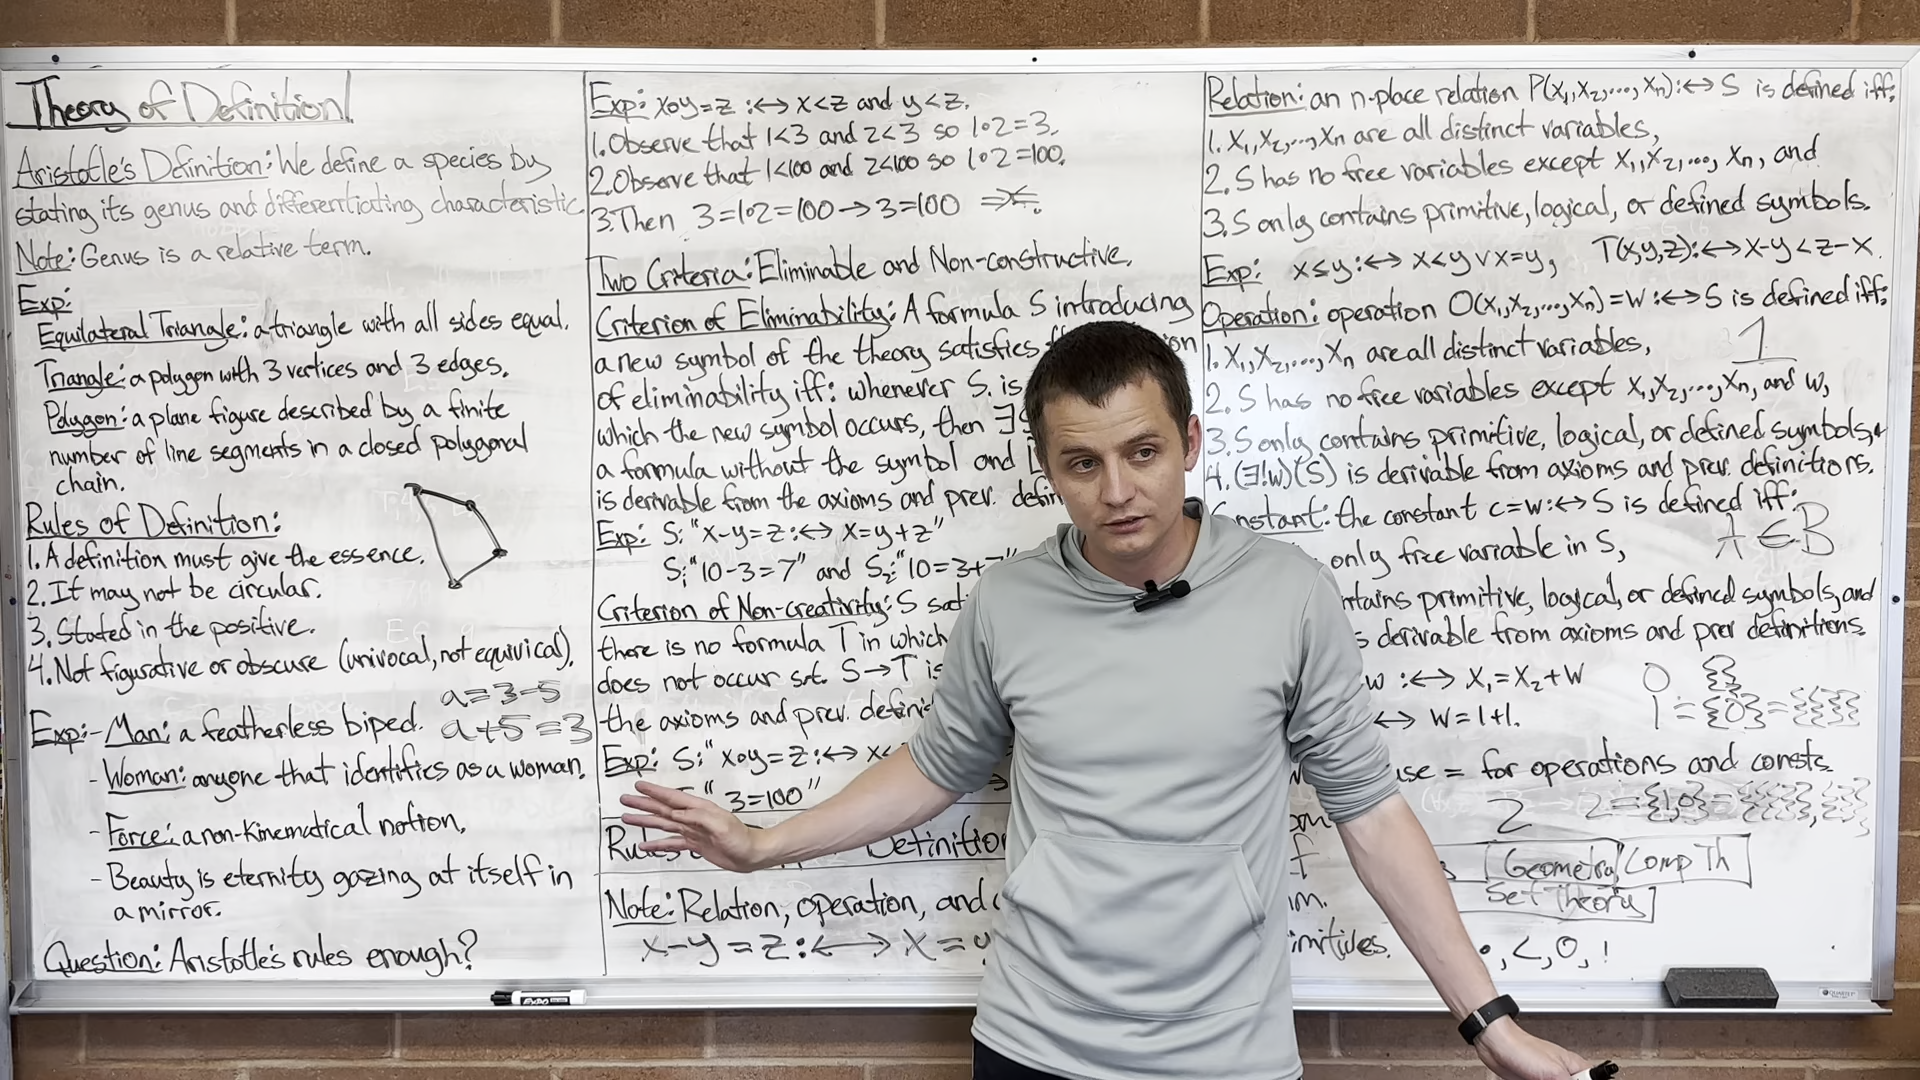 Theory of Definition
Aristotle's Definition: We define a species by
stating its genus and differentiating characteristic.
Note: Genus is a relative term.
Exp:
Equilateral Triangle: a triangle with all sides equal.
Triangle: a polygon with 3 vertices and 3 edges.
Polygon: a plane figure described by a finite
number of line segments in a closed polygonal
chain.
Rules of Definition:
1. A definition must give the essence.
2. It may not be circular.
3. Stated in the positive.
4. Not figurative or obscure (univocal, not equivical).
a=3-5
a+5=3
Exp: - Man: a featherless biped.
- Woman: anyone that identifies as a woman.
- Force: a non-kinematical notion.
- Beauty is eternity gazing at itself in
a mirror.
Question: Aristotle's rules enough?
Exp: x∘y=z :↔ x<z and y<z.
1. Observe that 1<3 and 2<3 so 1∘2=3.
2. Observe that 1<100 and 2<100 so 1∘2=100.
3. Then 3=1∘2=100→3=100
Two Criteria: Eliminable and Non-constructive.
Criterion of Eliminability: A formula S introducing
a new symbol of the theory satisfies
of eliminability iff: whenever S, is
which the new symbol occurs, then ∃S
a formula without the symbol and [
is derivable from the axioms and prev. defin
Exp: S: "x-y=z :↔ x=y+z"
S₁: "10-3=7" and S₂: "10=3+7"
Criterion of Non-creativity: S sat
there is no formula T in which
does not occur s.t. S→T is
the axioms and prev. defini
Exp: S: "x∘y=z :↔ x<
"3=100"
Rules Definition
Note: Relation, operation, and c
x-y=z :↔ x=y
Relation: an n-place relation P(x₁,x₂,...,xₙ):↔ S is defined iff:
1. x₁,x₂,...,xₙ are all distinct variables,
2. S has no free variables except x₁,x₂,...,xₙ, and
3. S only contains primitive, logical, or defined symbols.
Exp: x≤y :↔ x<y ∨ x=y, T(x,y,z):↔ x-y<z-x.
Operation: operation O(x₁,x₂,...,xₙ)=w :↔ S is defined iff:
1. x₁,x₂,...,xₙ are all distinct variables,
1
2. S has no free variables except x₁,x₂,...,xₙ, and w,
3. S only contains primitive, logical, or defined symbols,
4. (∃!w)(S) is derivable from axioms and prev. definitions.
nstant: the constant c=w :↔ S is defined iff:
A∈B
only free variable in S,
ntains primitive, logical, or defined symbols, and
s derivable from axioms and prev definitions.
w :↔ x₁=x₂+w
↔ w=1+1.
0 {}
1={0}={{}}
use = for operations and consts.
2 2={1,0}={{{}},{}}
Geometry Comp Th
Set Theory
imitives.
<, 0, !
EXPO
QUARTET